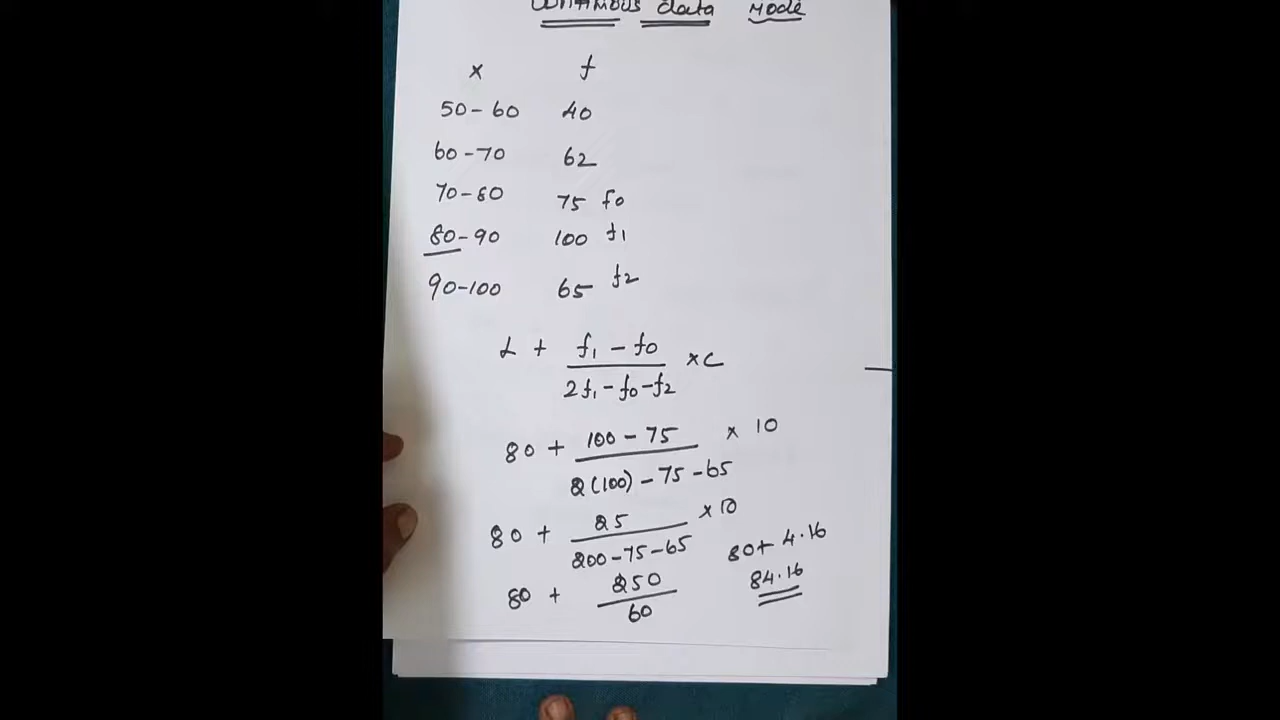 Continuous data Mode
x f
50-60 40
60-70 62
70-80 75 f0
80-90 100 f1
90-100 65 f2
L + f1 - f0 / 2f1 - f0 - f2 × C
80 + 100 - 75 / 2(100) - 75 - 65 × 10
80 + 25 / 200 - 75 - 65 × 10
80 + 250 / 60
80 + 4.16
84.16